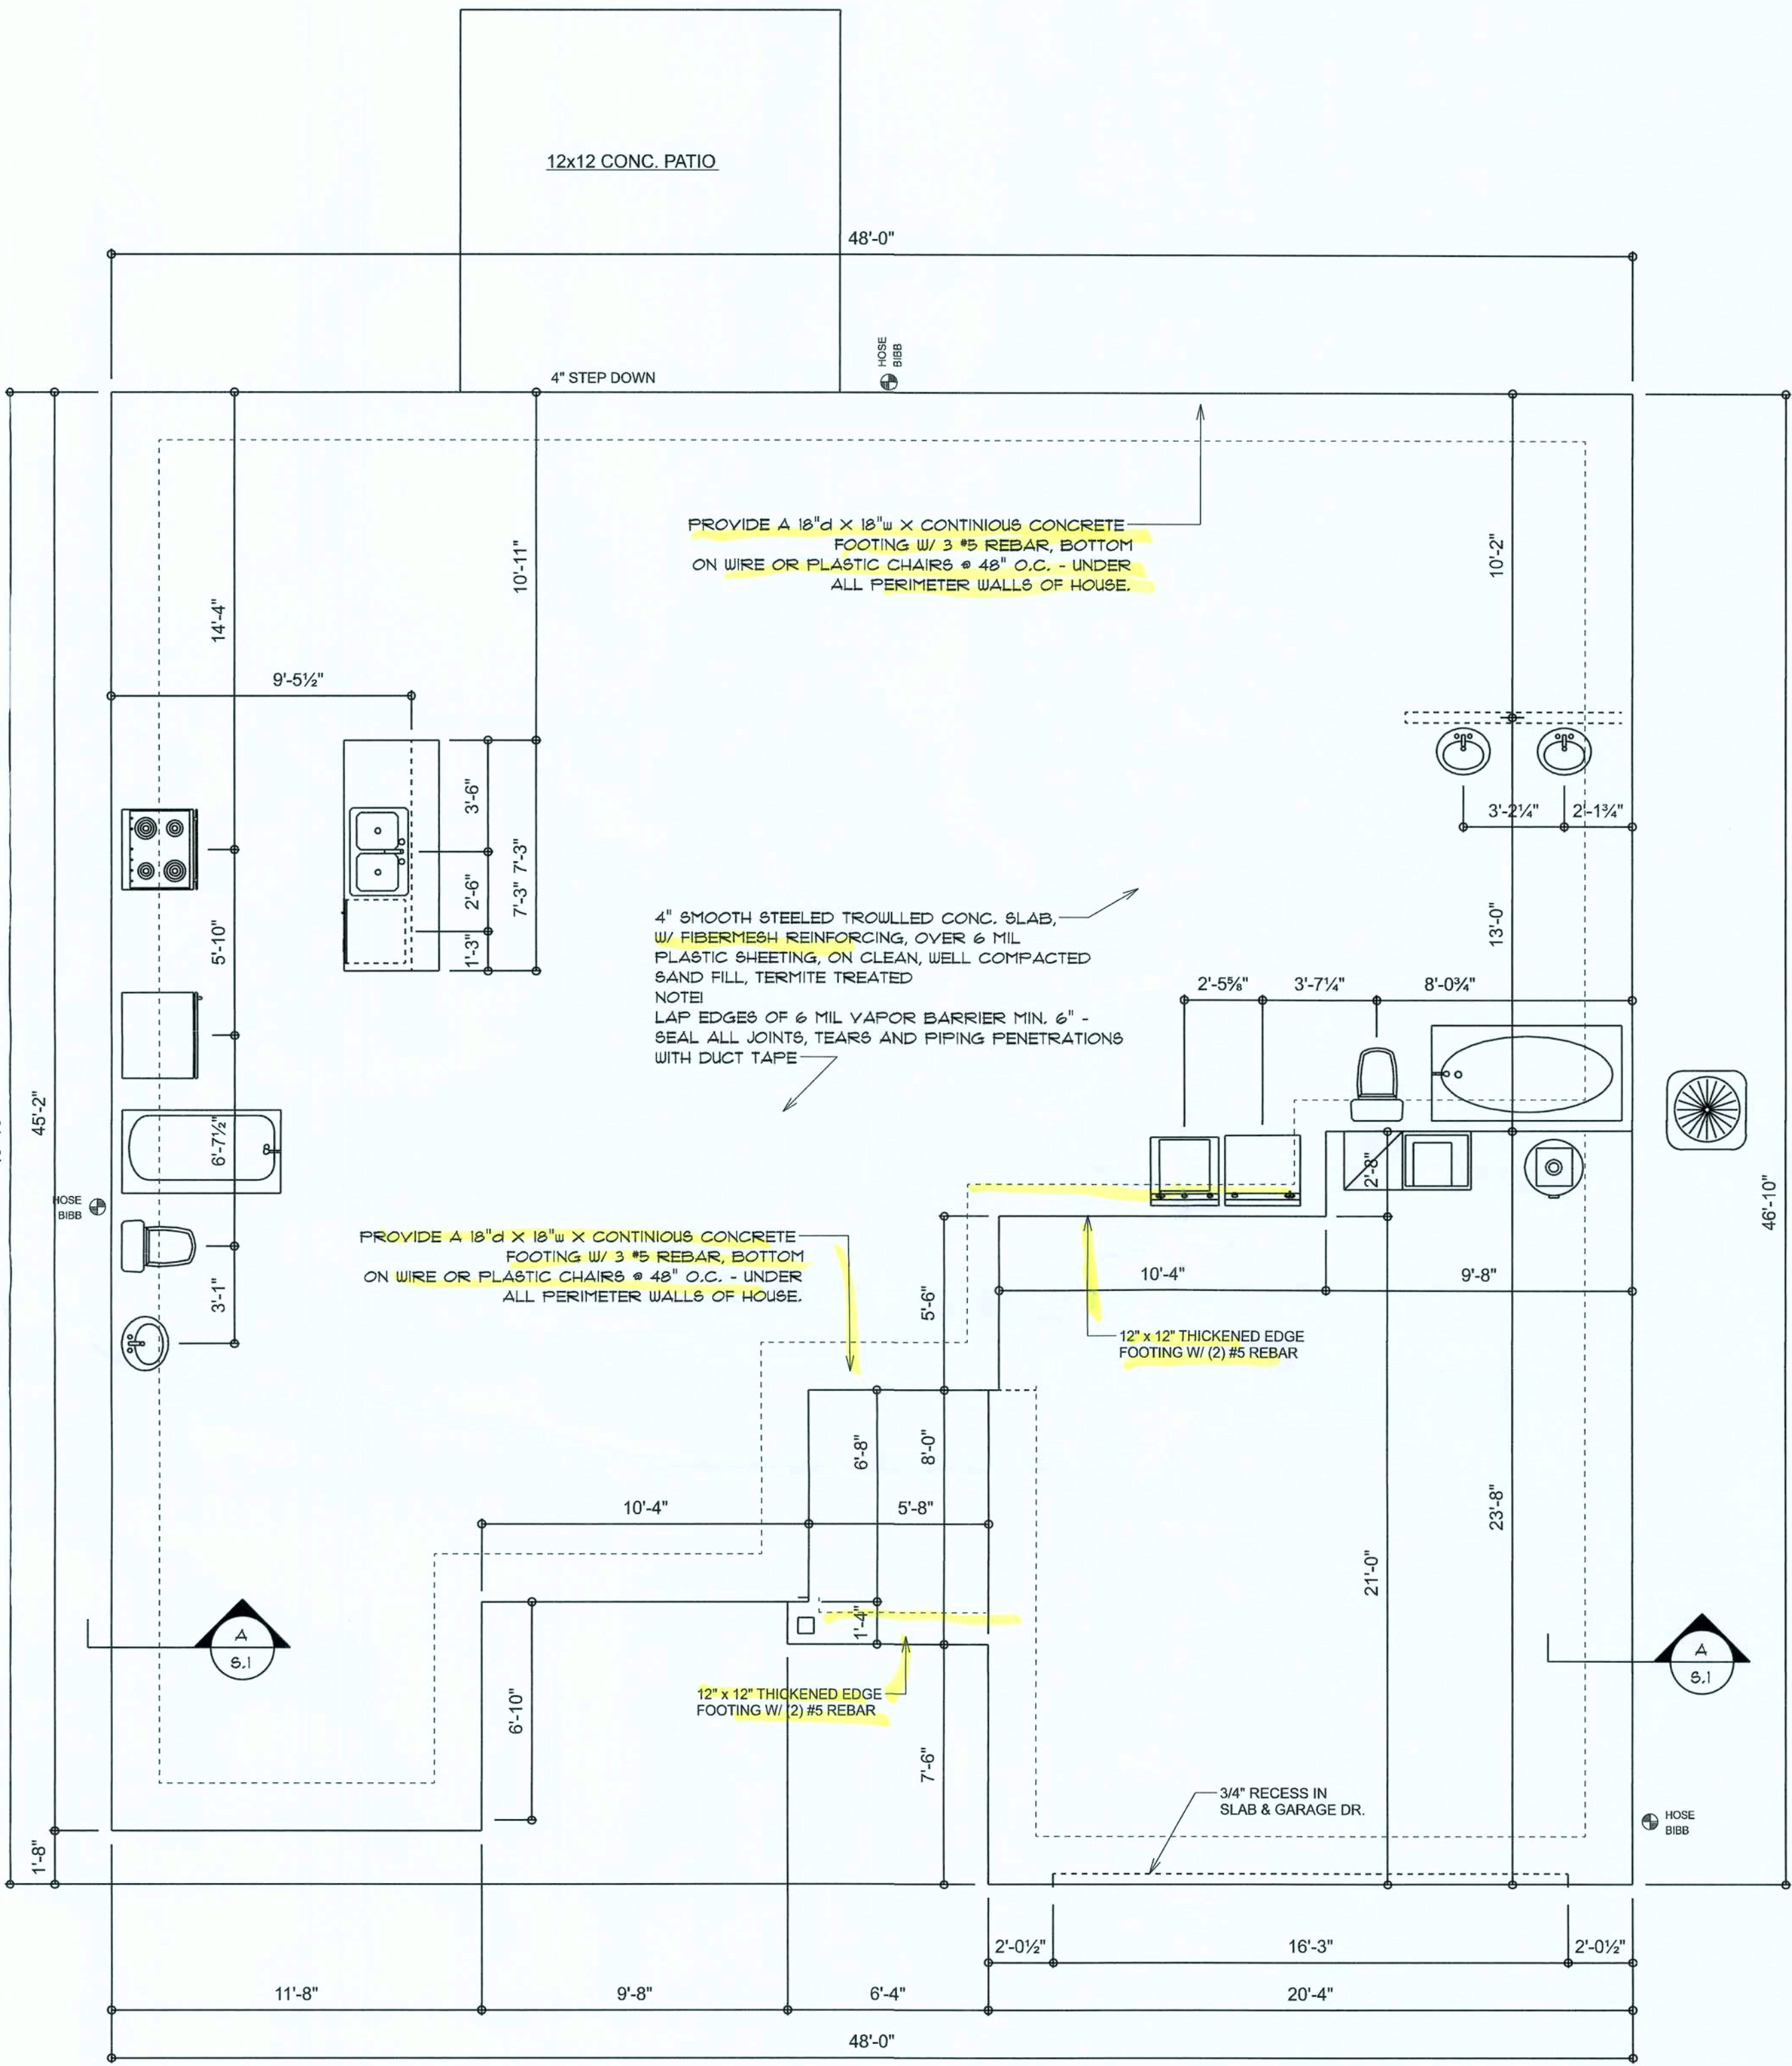 12x12 CONC. PATIO
48'-0"
HOSE
BIBB
4" STEP DOWN
PROVIDE A 18"d X 18"w X CONTINIOUS CONCRETE
FOOTING W/ 3 #5 REBAR, BOTTOM
ON WIRE OR PLASTIC CHAIRS @ 48" O.C. - UNDER
ALL PERIMETER WALLS OF HOUSE.
10'-11"
10'-2"
14'-4"
9'-5½"
3'-6"
7'-3" 7'-3"
2'-6"
1'-3"
3'-2¼"
2'-1¾"
5'-10"
13'-0"
4" SMOOTH STEELED TROWLLED CONC. SLAB,
W/ FIBERMESH REINFORCING, OVER 6 MIL
PLASTIC SHEETING, ON CLEAN, WELL COMPACTED
SAND FILL, TERMITE TREATED
NOTE!
LAP EDGES OF 6 MIL VAPOR BARRIER MIN. 6" -
SEAL ALL JOINTS, TEARS AND PIPING PENETRATIONS
WITH DUCT TAPE
2'-5⅝"
3'-7¼"
8'-0¾"
45'-2"
6'-7½"
2'-8"
46'-10"
HOSE
BIBB
PROVIDE A 18"d X 18"w X CONTINIOUS CONCRETE
FOOTING W/ 3 #5 REBAR, BOTTOM
ON WIRE OR PLASTIC CHAIRS @ 48" O.C. - UNDER
ALL PERIMETER WALLS OF HOUSE.
3'-1"
5'-6"
10'-4"
9'-8"
12" x 12" THICKENED EDGE
FOOTING W/ (2) #5 REBAR
6'-8"
8'-0"
10'-4"
5'-8"
23'-8"
21'-0"
1'-4"
A
S.1
A
S.1
12" x 12" THICKENED EDGE
FOOTING W/ (2) #5 REBAR
6'-10"
7'-6"
3/4" RECESS IN
SLAB & GARAGE DR.
HOSE
BIBB
1'-8"
2'-0½"
16'-3"
2'-0½"
11'-8"
9'-8"
6'-4"
20'-4"
48'-0"